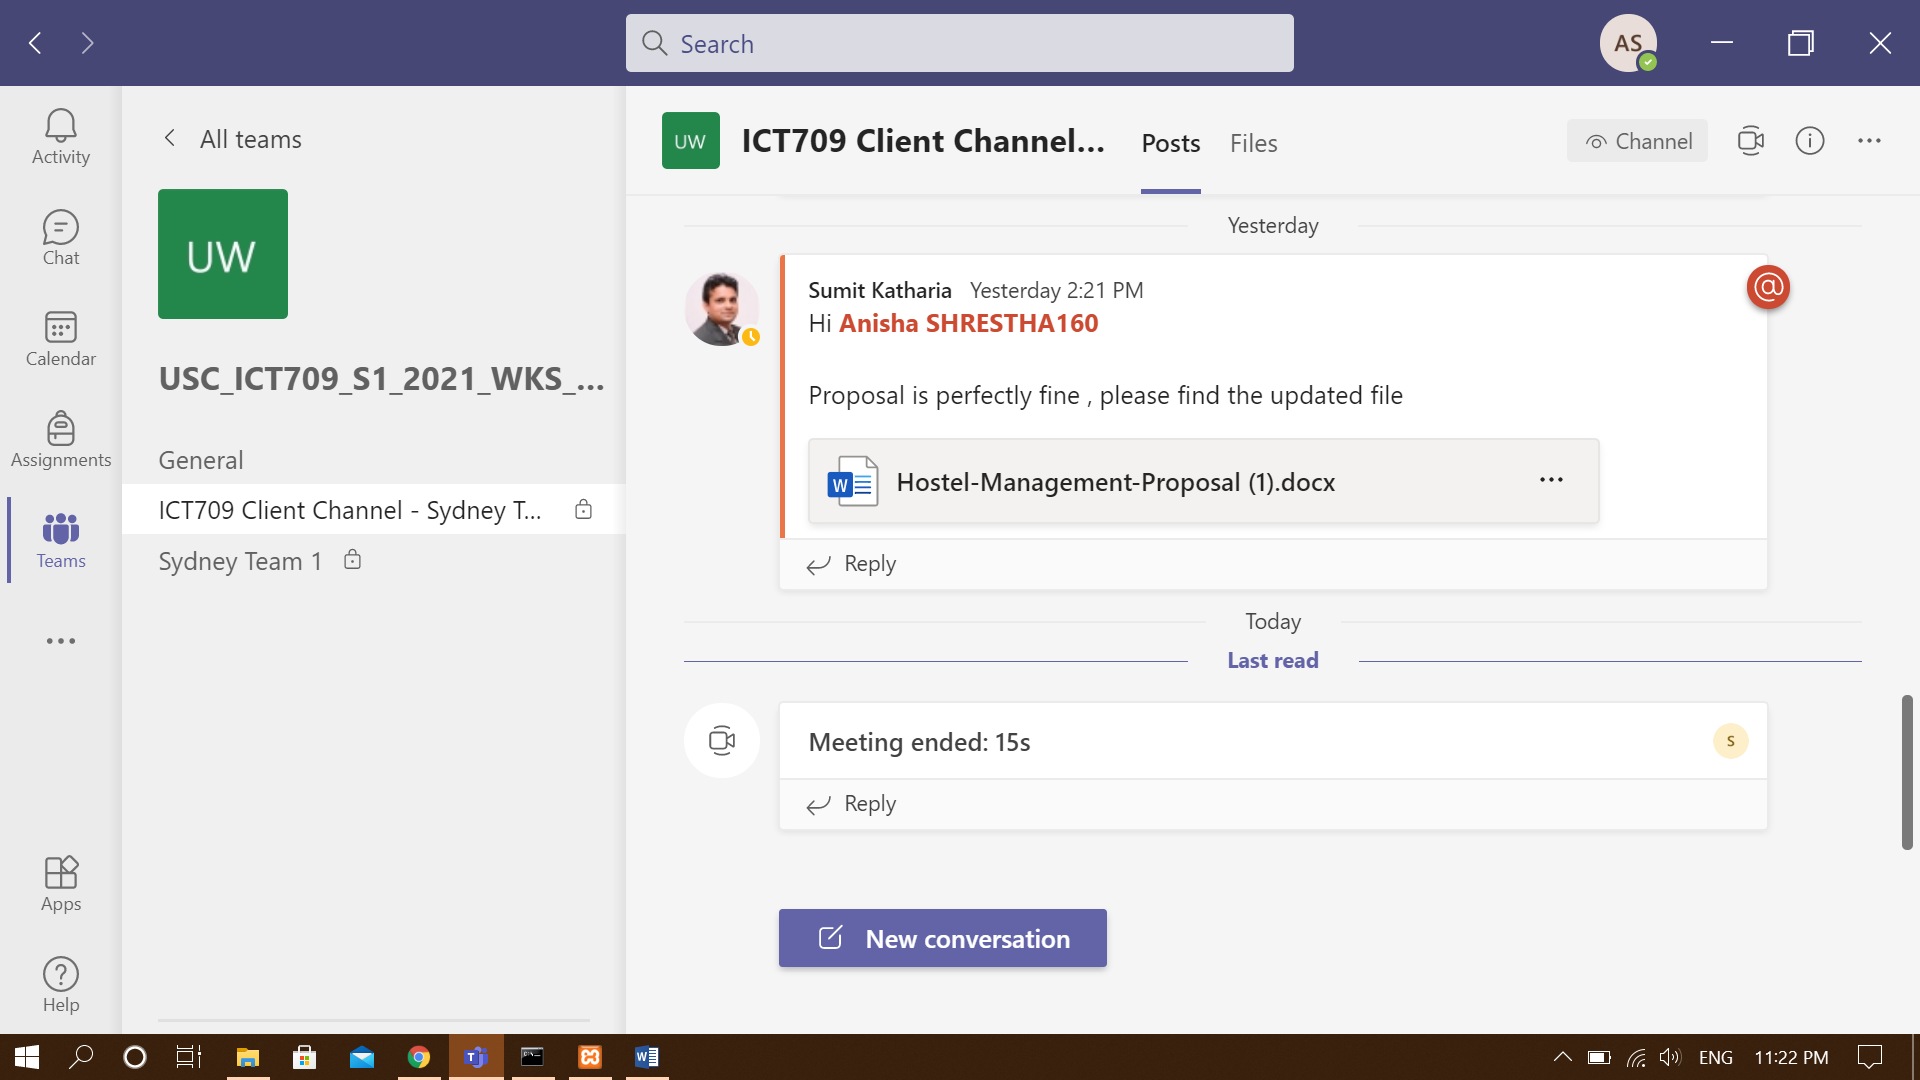 Search
AS
Activity
Chat
Calendar
Assignments
Teams
Apps
Help
All teams
UW
USC_ICT709_S1_2021_WKS_...
General
ICT709 Client Channel - Sydney T...
Sydney Team 1
UW
ICT709 Client Channel...
Posts
Files
Channel
Yesterday
Sumit Katharia Yesterday 2:21 PM
@
Hi Anisha SHRESTHA160
Proposal is perfectly fine , please find the updated file
Hostel-Management-Proposal (1).docx
Reply
Today
Last read
Meeting ended: 15s
S
Reply
New conversation
ENG
11:22 PM